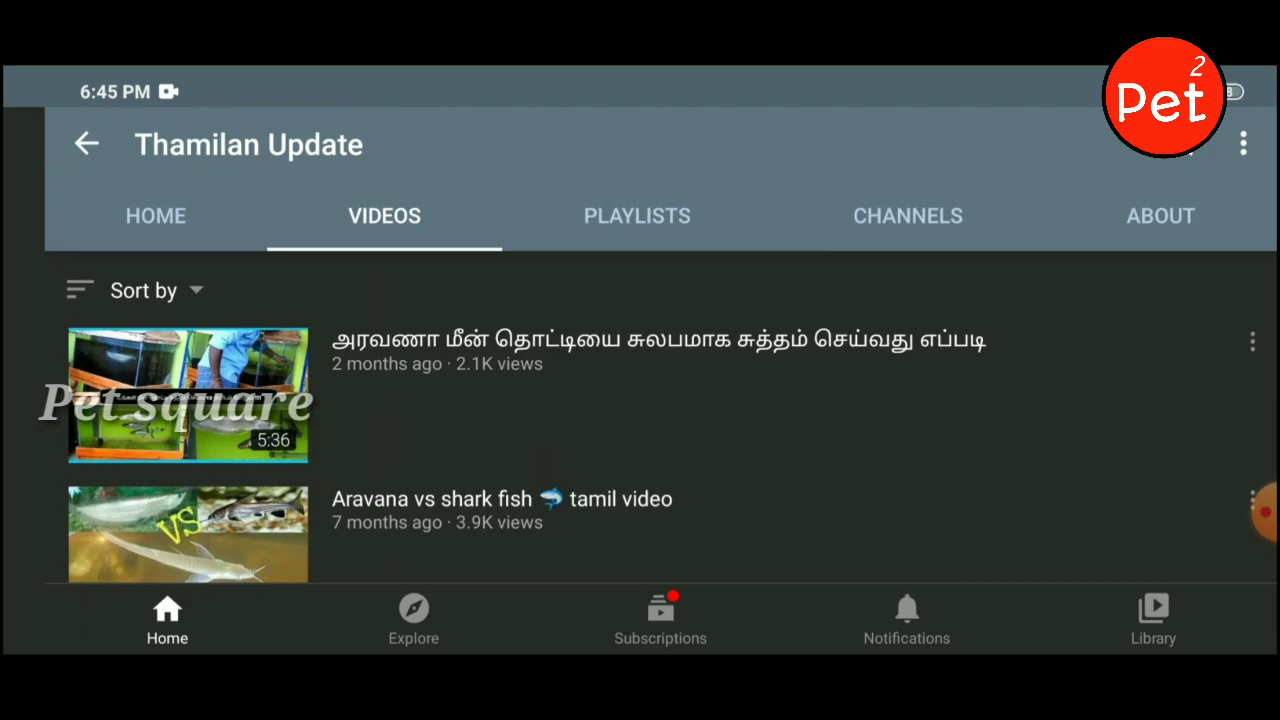 2
Pet
6:45 PM
Thamilan Update
HOME VIDEOS PLAYLISTS CHANNELS ABOUT
Sort by
அரவணா மீன் தொட்டியை சுலபமாக சுத்தம் செய்வது எப்படி
2 months ago · 2.1K views
Pet square
5:36
Aravana vs shark fish 🦈 tamil video
7 months ago · 3.9K views
VS
Home Explore Subscriptions Notifications Library